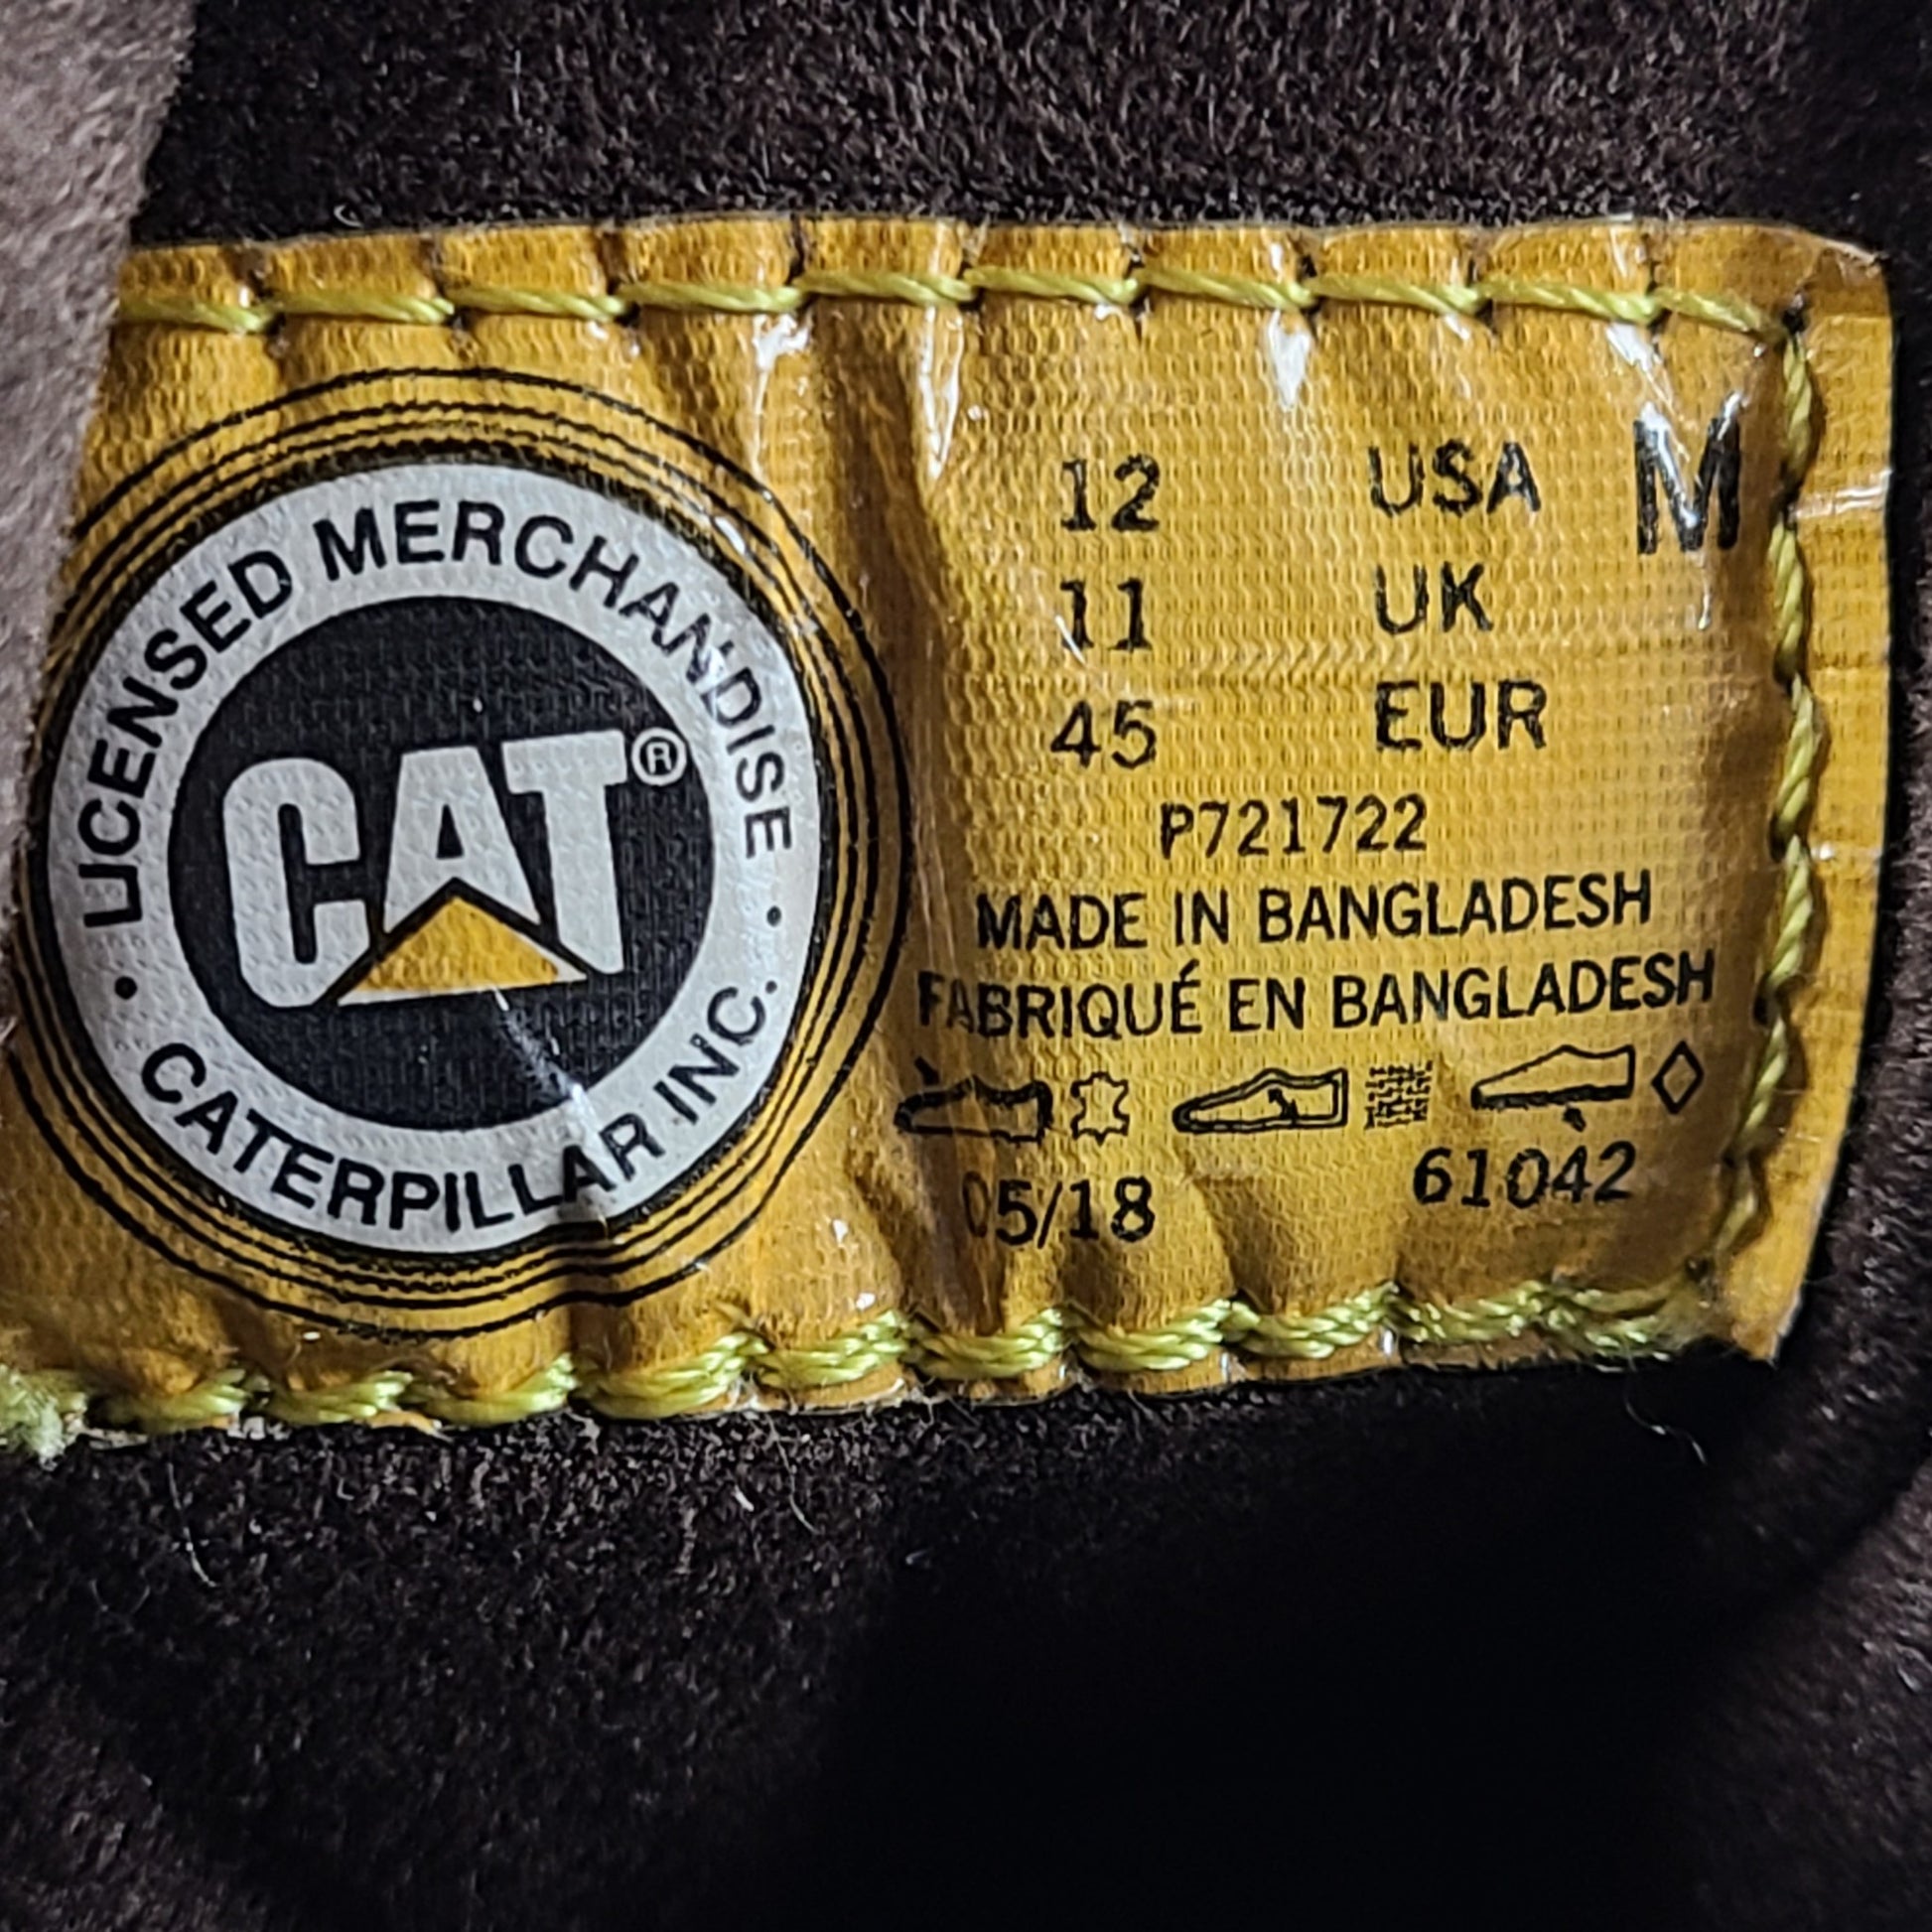 LICENSED MERCHANDISE
CAT®
CATERPILLAR INC.
12 USA M
11 UK
45 EUR
P721722
MADE IN BANGLADESH
FABRIQUÉ EN BANGLADESH
05/18 61042